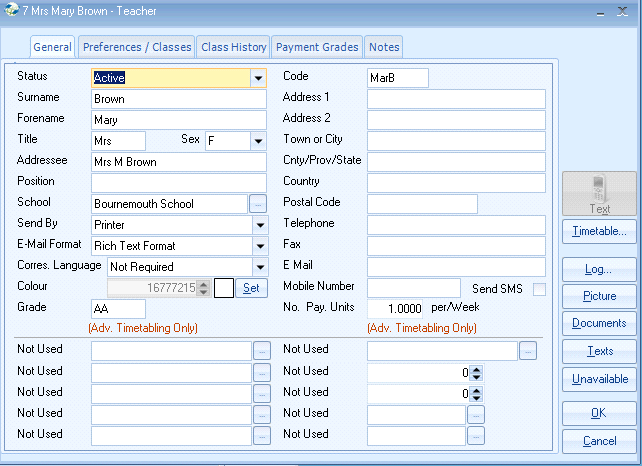 7 Mrs Mary Brown - Teacher
General Preferences / Classes Class History Payment Grades Notes
Status Active Code MarB
Surname Brown Address 1
Forename Mary Address 2
Title Mrs Sex F Town or City
Addressee Mrs M Brown Cnty/Prov/State
Position Country
School Bournemouth School ... Postal Code
Send By Printer Telephone
E-Mail Format Rich Text Format Fax
Corres. Language Not Required E Mail
Colour 16777215 Set Mobile Number Send SMS
Grade AA No. Pay. Units 1.0000 per/Week
(Adv. Timetabling Only) (Adv. Timetabling Only)
Not Used ... Not Used ...
Not Used ... Not Used 0
Not Used ... Not Used 0
Not Used ... Not Used ...
Not Used ... Not Used ...
Text
Timetable...
Log...
Picture
Documents
Texts
Unavailable
OK
Cancel